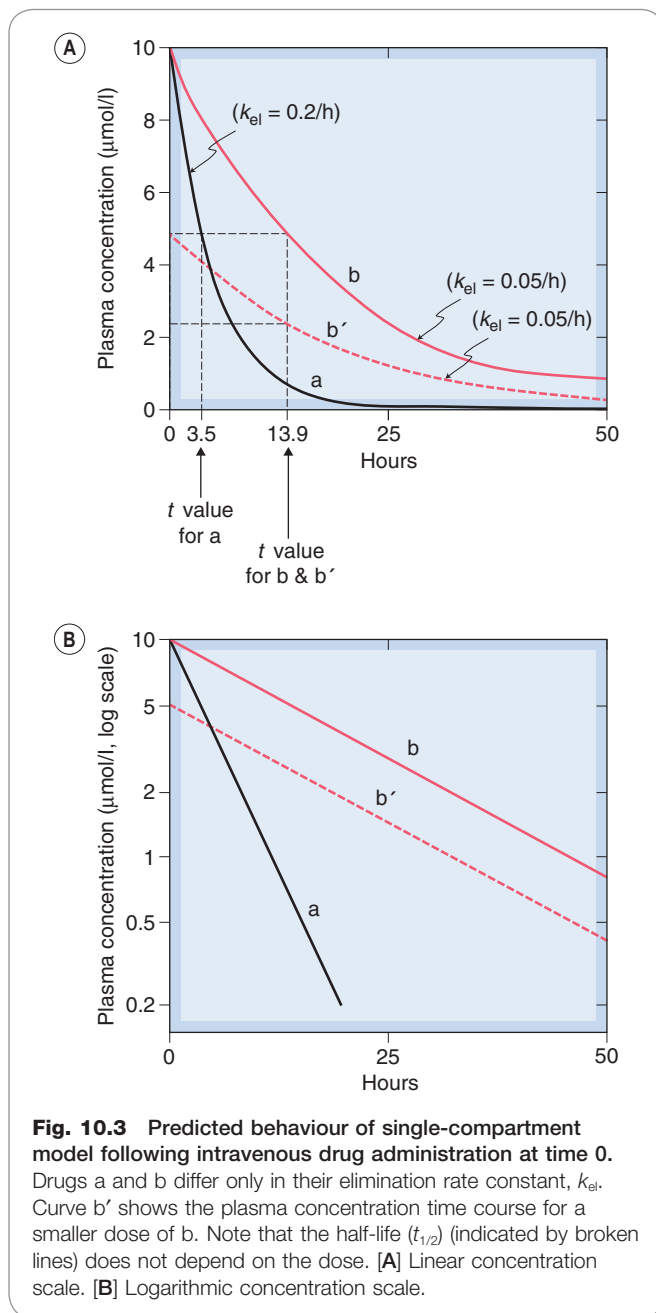 A
10
8
6
4
2
0
Plasma concentration (µmol/l)
(kel = 0.2/h)
b
(kel = 0.05/h)
(kel = 0.05/h)
b′
a
0 3.5 13.9 25 50
Hours
t value
for a
t value
for b & b′
B
10
5
2
1
0.5
0.2
Plasma concentration (µmol/l, log scale)
b
b′
a
0 25 50
Hours
Fig. 10.3 Predicted behaviour of single-compartment
model following intravenous drug administration at time 0.
Drugs a and b differ only in their elimination rate constant, kel.
Curve b′ shows the plasma concentration time course for a
smaller dose of b. Note that the half-life (t1/2) (indicated by broken
lines) does not depend on the dose. [A] Linear concentration
scale. [B] Logarithmic concentration scale.